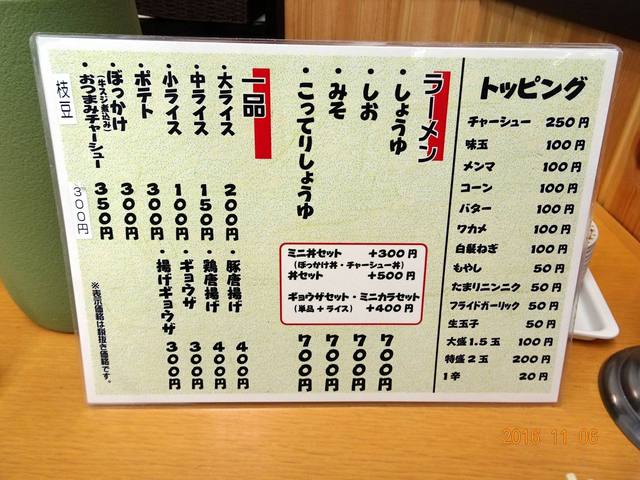 トッピング
チャーシュー 250円
味玉 100円
メンマ 100円
コーン 100円
バター 100円
ワカメ 100円
白髪ねぎ 100円
もやし 50円
たまりニンニク 50円
フライドガーリック 50円
生玉子 50円
大盛1.5玉 100円
特盛2玉 200円
1辛 20円
ラーメン
・しょうゆ 700円
・しお 700円
・みそ 700円
・こってりしょうゆ 700円
ミニ丼セット +300円
(ぼっかけ丼・チャーシュー丼)
丼セット +500円
ギョウザセット・ミニカラセット
(単品+ライス) +400円
一品
・大ライス 200円
・中ライス 150円
・小ライス 100円
・ポテト 300円
・ぼっかけ 300円
(牛スジ煮込み)
・おつまみチャーシュー 350円
枝豆 300円
・豚唐揚げ 400円
・鶏唐揚げ 400円
・ギョウザ 300円
・揚げギョウザ 300円
※表示価格は税抜き価格です。
2016 11 06